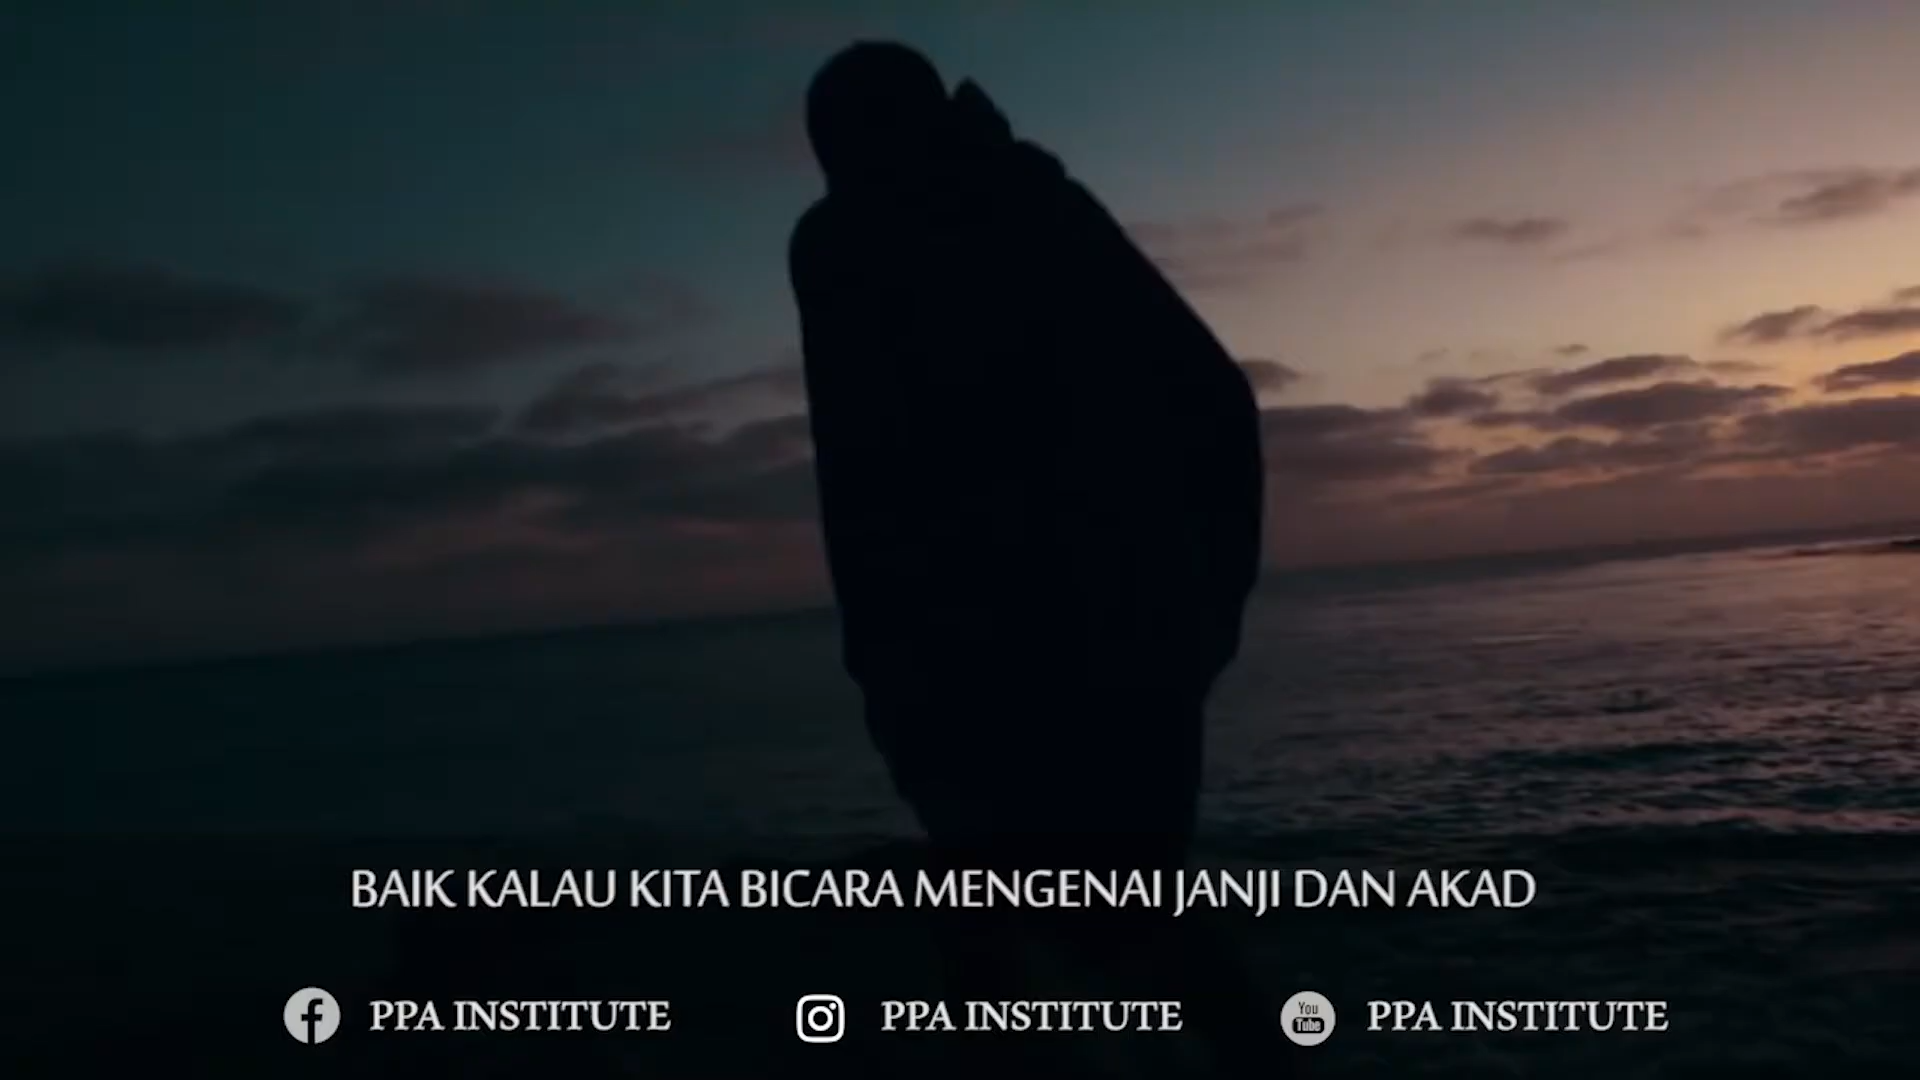 BAIK KALAU KITA BICARA MENGENAI JANJI DAN AKAD
PPA INSTITUTE PPA INSTITUTE You Tube PPA INSTITUTE